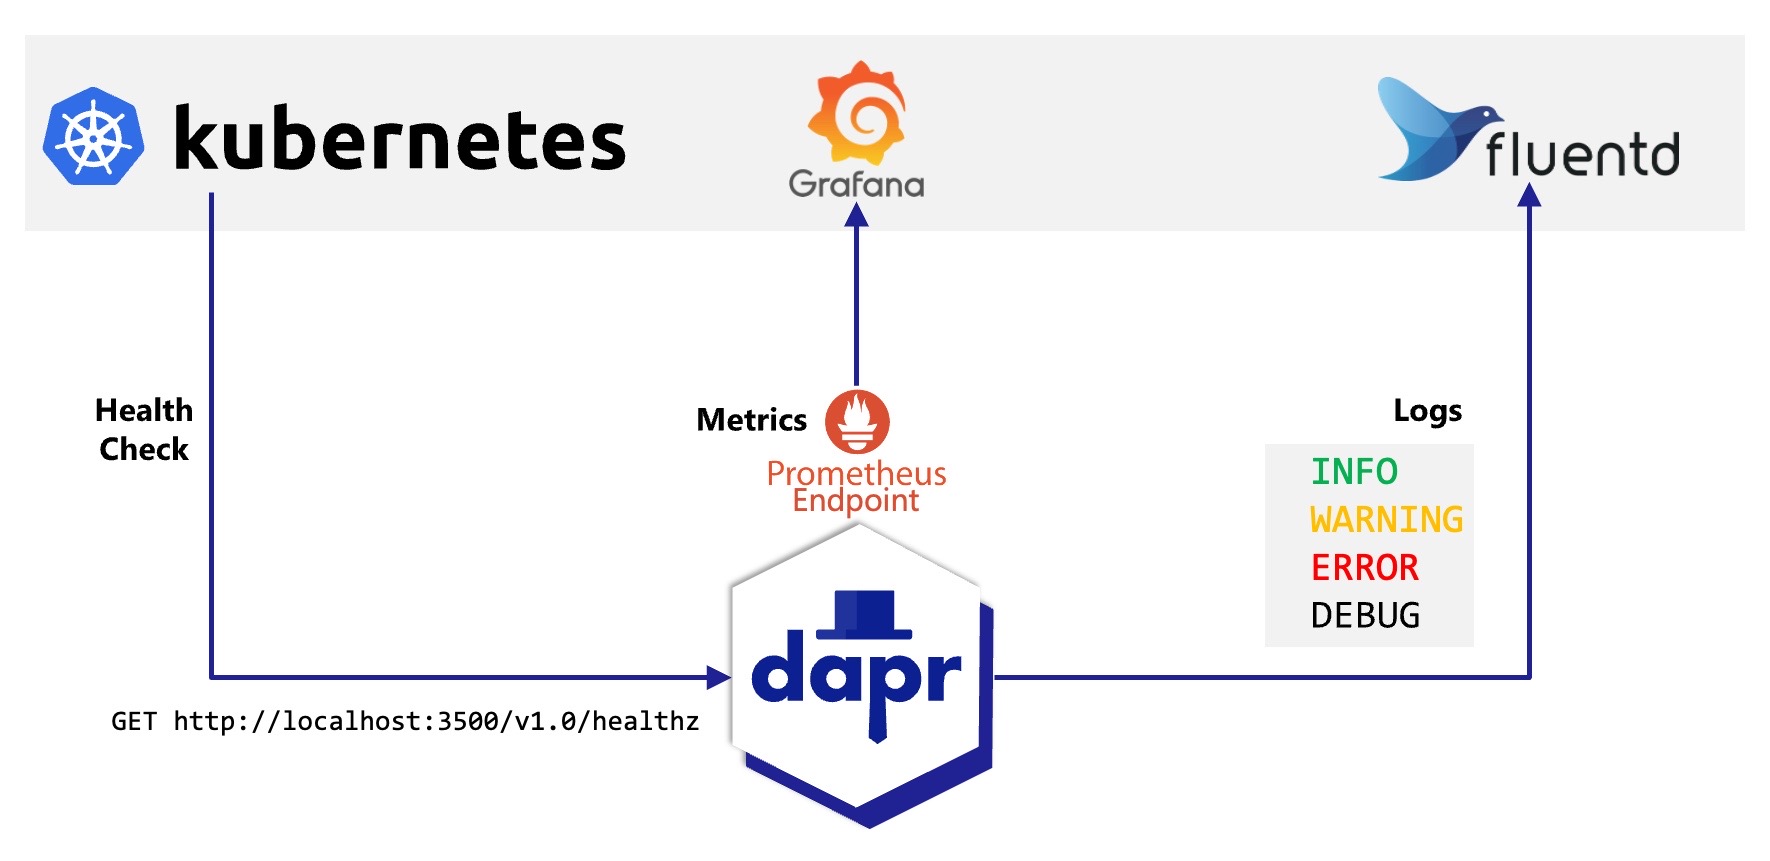 kubernetes
Grafana
fluentd
Health
Check
Metrics
Prometheus
Endpoint
Logs
INFO
WARNING
ERROR
DEBUG
dapr
GET http://localhost:3500/v1.0/healthz